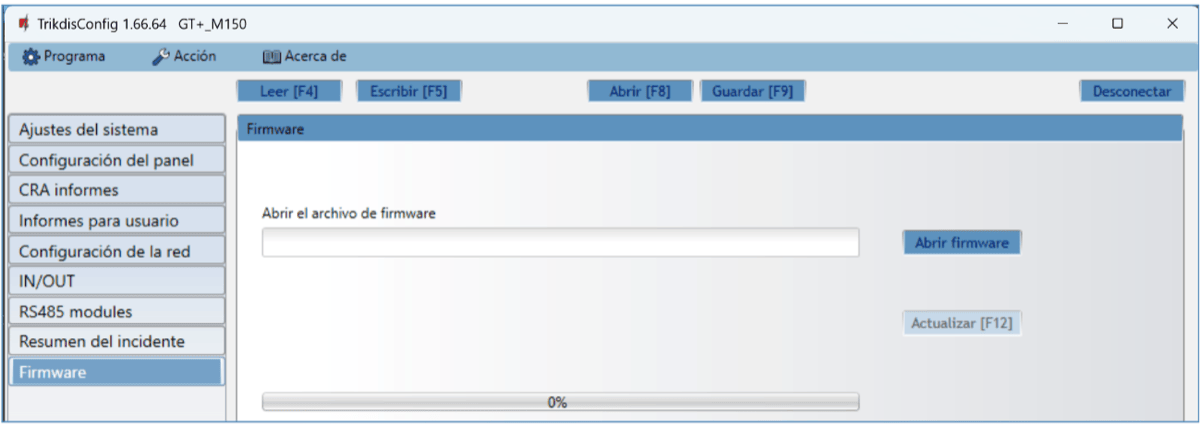 TrikdisConfig 1.66.64 GT+_M150
Programa Acción Acerca de
Leer [F4] Escribir [F5] Abrir [F8] Guardar [F9] Desconectar
Ajustes del sistema
Configuración del panel
CRA informes
Informes para usuario
Configuración de la red
IN/OUT
RS485 modules
Resumen del incidente
Firmware
Firmware
Abrir el archivo de firmware
Abrir firmware
Actualizar [F12]
0%